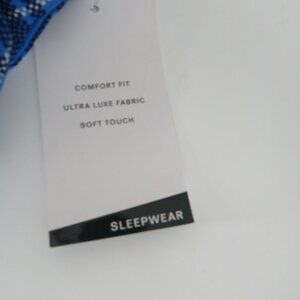 COMFORT FIT
ULTRA LUXE FABRIC
SOFT TOUCH
SLEEPWEAR